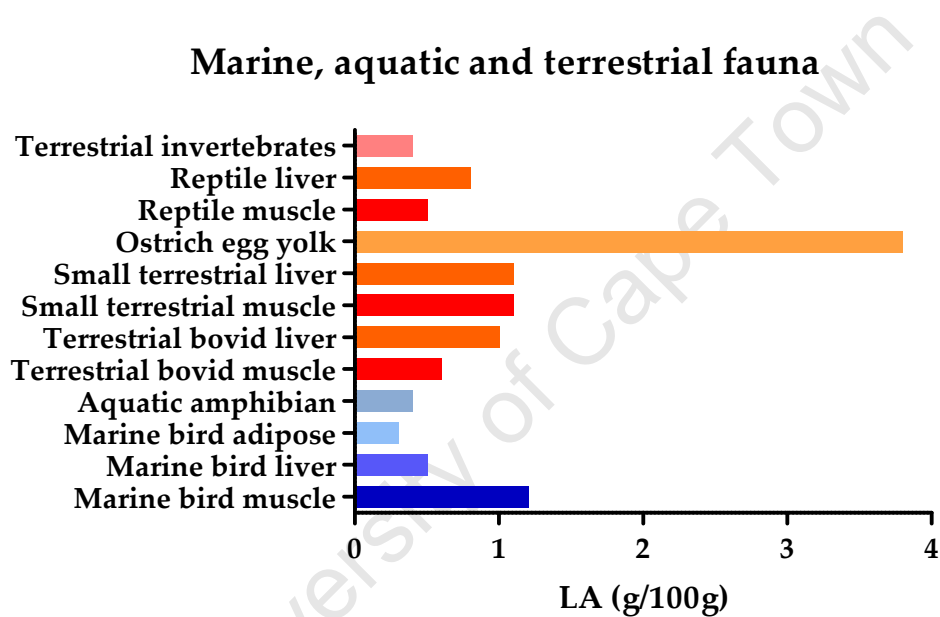 Marine, aquatic and terrestrial fauna
Terrestrial invertebrates
Reptile liver
Reptile muscle
Ostrich egg yolk
Small terrestrial liver
Small terrestrial muscle
Terrestrial bovid liver
Terrestrial bovid muscle
Aquatic amphibian
Marine bird adipose
Marine bird liver
Marine bird muscle
0 1 2 3 4
LA (g/100g)
ersity of Cape Town